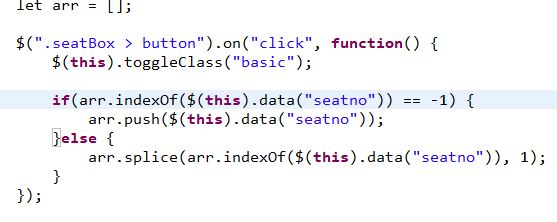 let arr = [];
$(".seatBox > button").on("click", function() {
$(this).toggleClass("basic");
if(arr.indexOf($(this).data("seatno")) == -1) {
arr.push($(this).data("seatno"));
}else {
arr.splice(arr.indexOf($(this).data("seatno")), 1);
}
});